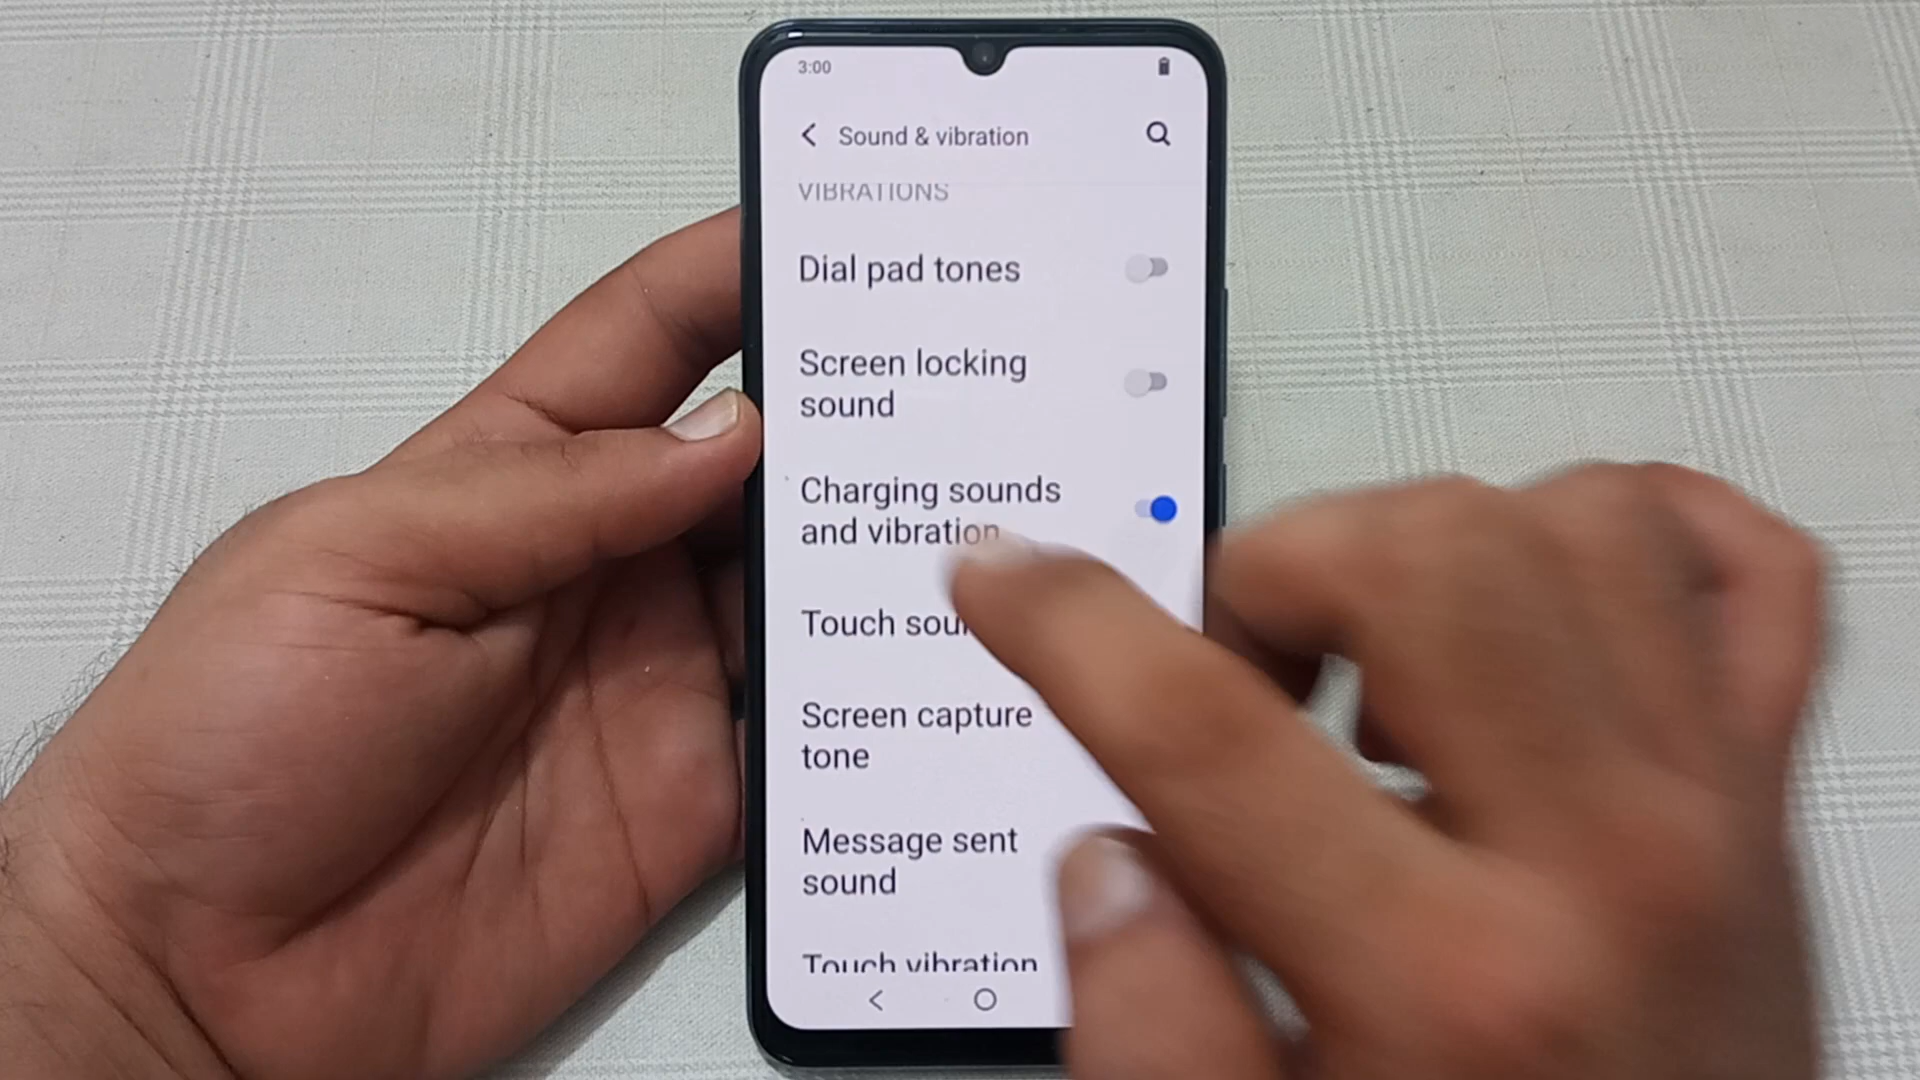 3:00
Sound & vibration
VIBRATIONS
Dial pad tones
Screen locking
sound
Charging sounds
and vibration
Touch
Screen capture
tone
Message sent
sound
Touch vibration